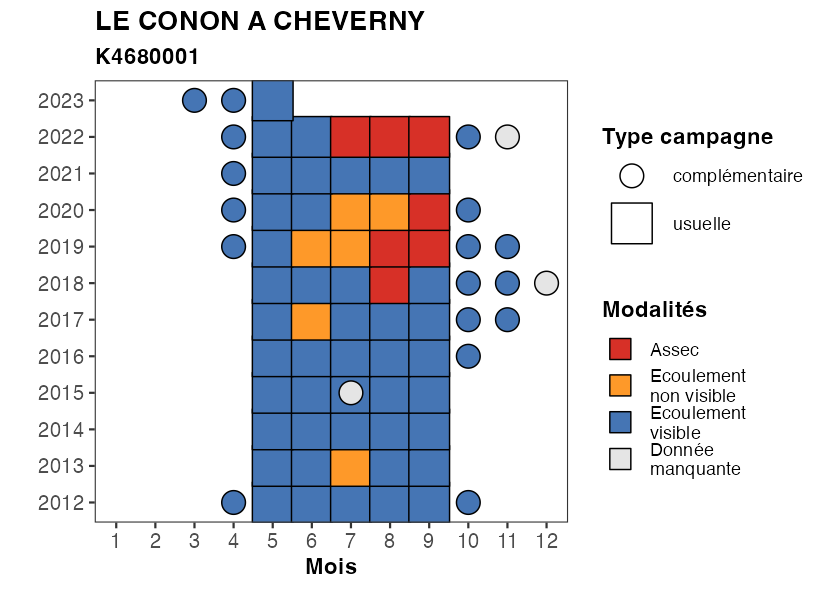 LE CONON A CHEVERNY
K4680001
2023
2022
2021
2020
2019
2018
2017
2016
2015
2014
2013
2012
1 2 3 4 5 6 7 8 9 10 11 12
Mois
Type campagne
complémentaire
usuelle
Modalités
Assec
Ecoulement
non visible
Ecoulement
visible
Donnée
manquante